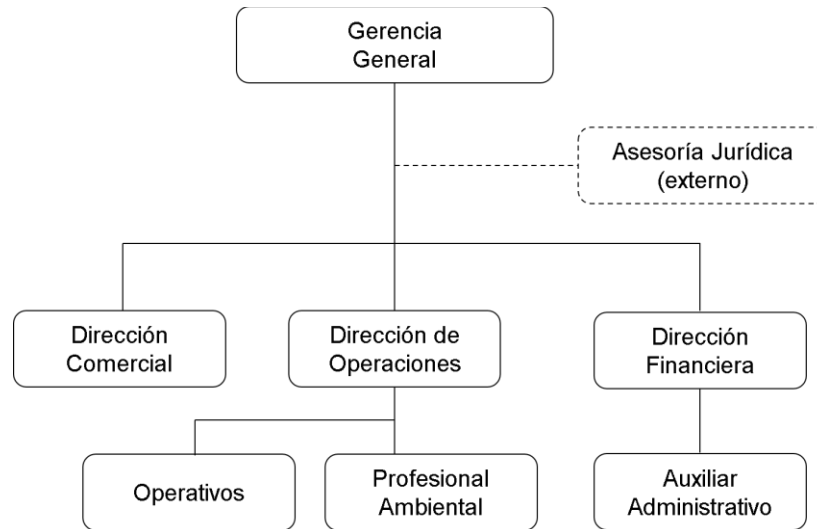 Gerencia
General
Asesoría Jurídica
(externo)
Dirección
Comercial
Dirección de
Operaciones
Dirección
Financiera
Operativos
Profesional
Ambiental
Auxiliar
Administrativo